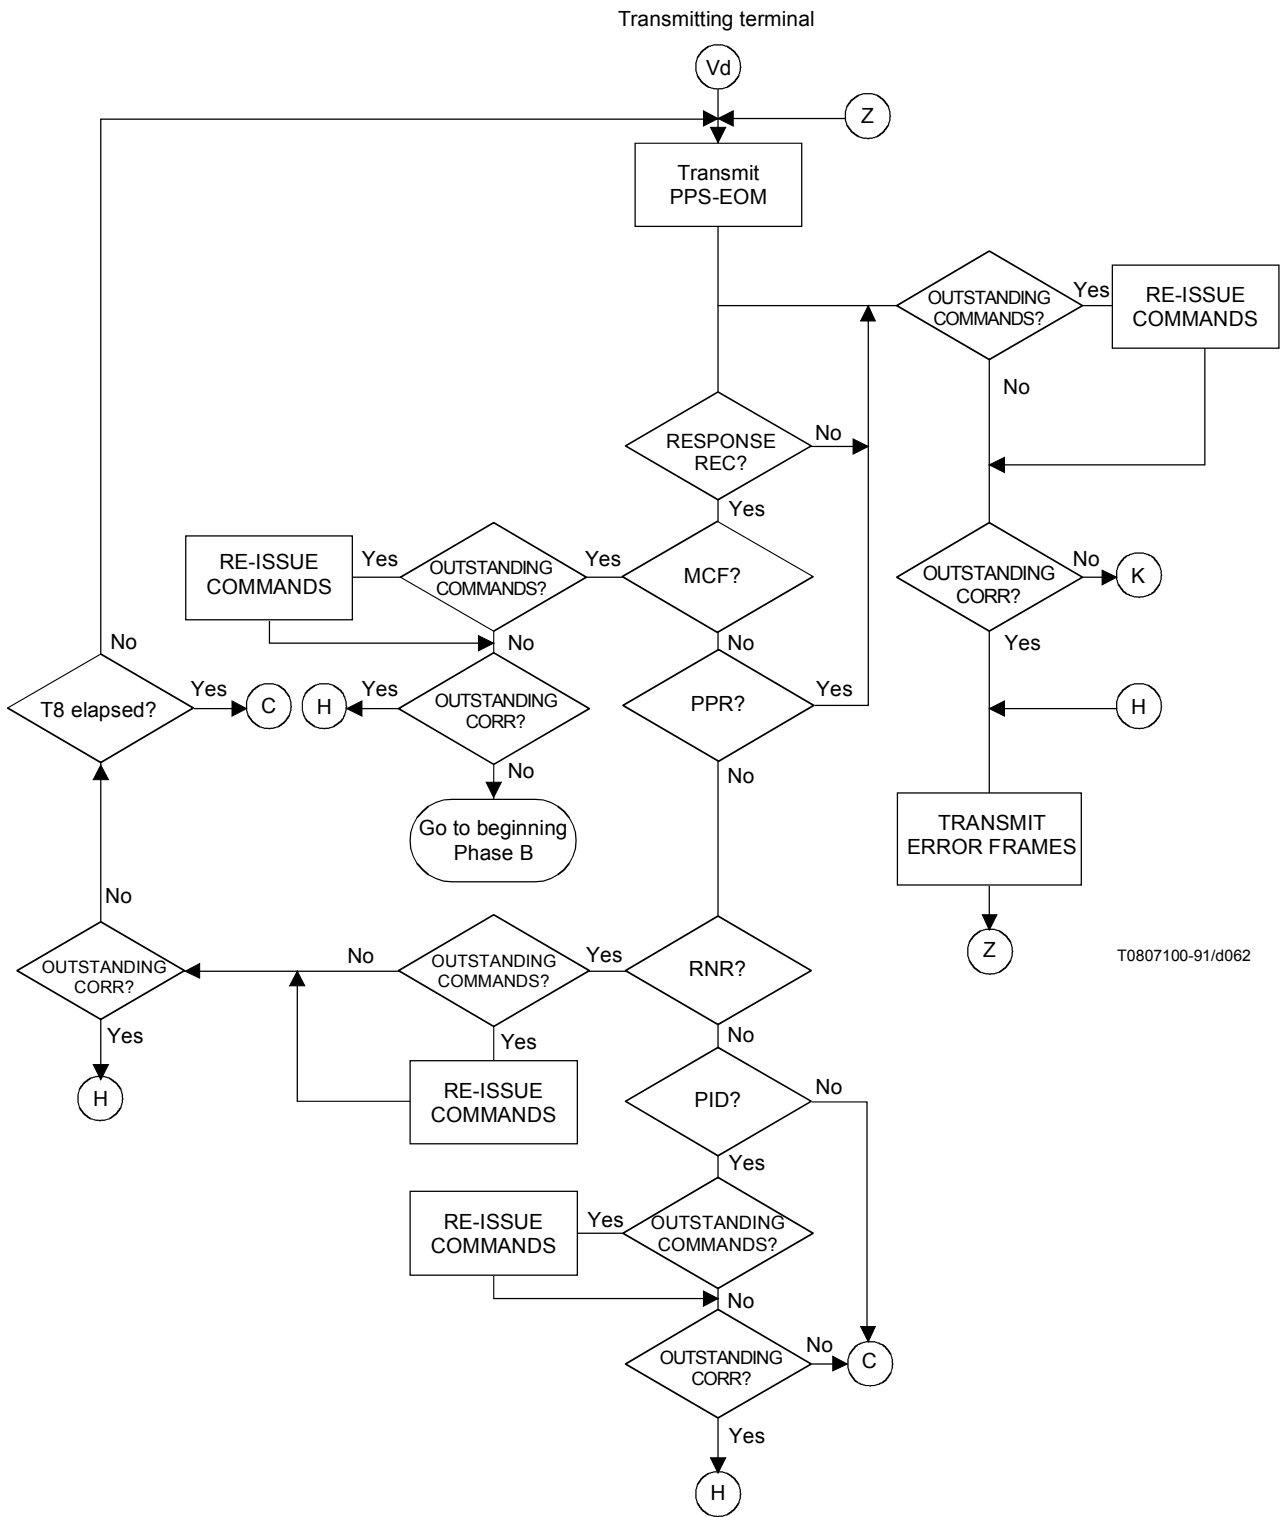 Transmitting terminal
Vd
Z
Transmit
PPS-EOM
OUTSTANDING
COMMANDS?
Yes
RE-ISSUE
COMMANDS
No
RESPONSE
REC?
No
Yes
RE-ISSUE
COMMANDS
Yes
OUTSTANDING
COMMANDS?
Yes
MCF?
OUTSTANDING
CORR?
No
K
No
No
Yes
No
T8 elapsed?
Yes
C
H
Yes
OUTSTANDING
CORR?
PPR?
Yes
H
No
No
Go to beginning
Phase B
TRANSMIT
ERROR FRAMES
No
OUTSTANDING
CORR?
No
OUTSTANDING
COMMANDS?
Yes
RNR?
Z
T0807100-91/d062
Yes
Yes
No
H
RE-ISSUE
COMMANDS
PID?
No
Yes
RE-ISSUE
COMMANDS
Yes
OUTSTANDING
COMMANDS?
No
OUTSTANDING
CORR?
No
C
Yes
H